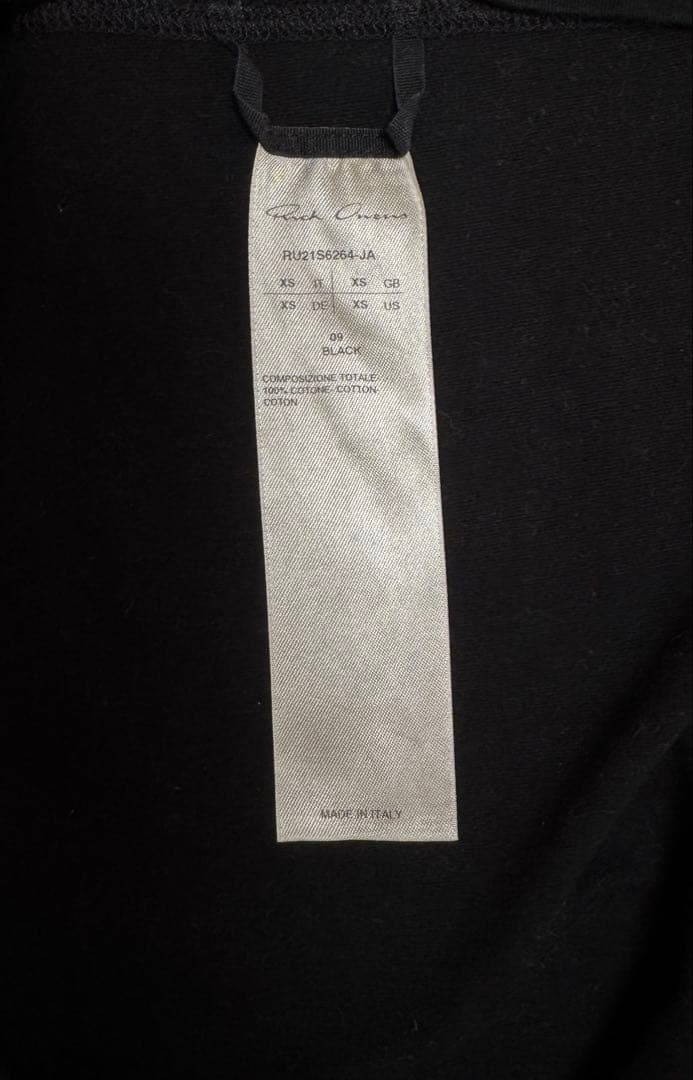 Rick Owens
RU21S6264-JA
XS IT XS GB
XS DE XS US
09
BLACK
COMPOSIZIONE TOTALE
100% COTONE- COTTON
COTON
MADE IN ITALY